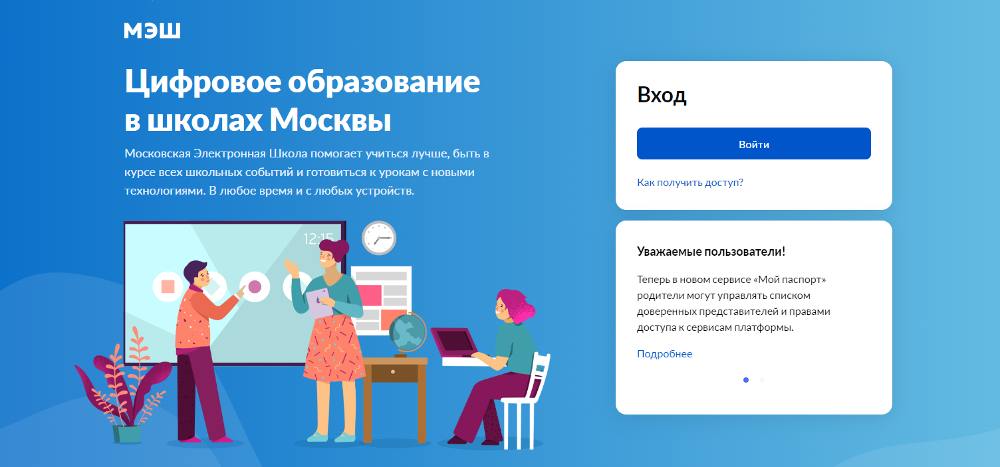 МЭШ
Цифровое образование
в школах Москвы
Московская Электронная Школа помогает учиться лучше, быть в
курсе всех школьных событий и готовиться к урокам с новыми
технологиями. В любое время и с любых устройств.
12:15
Вход
Войти
Как получить доступ?
Уважаемые пользователи!
Теперь в новом сервисе «Мой паспорт»
родители могут управлять списком
доверенных представителей и правами
доступа к сервисам платформы.
Подробнее